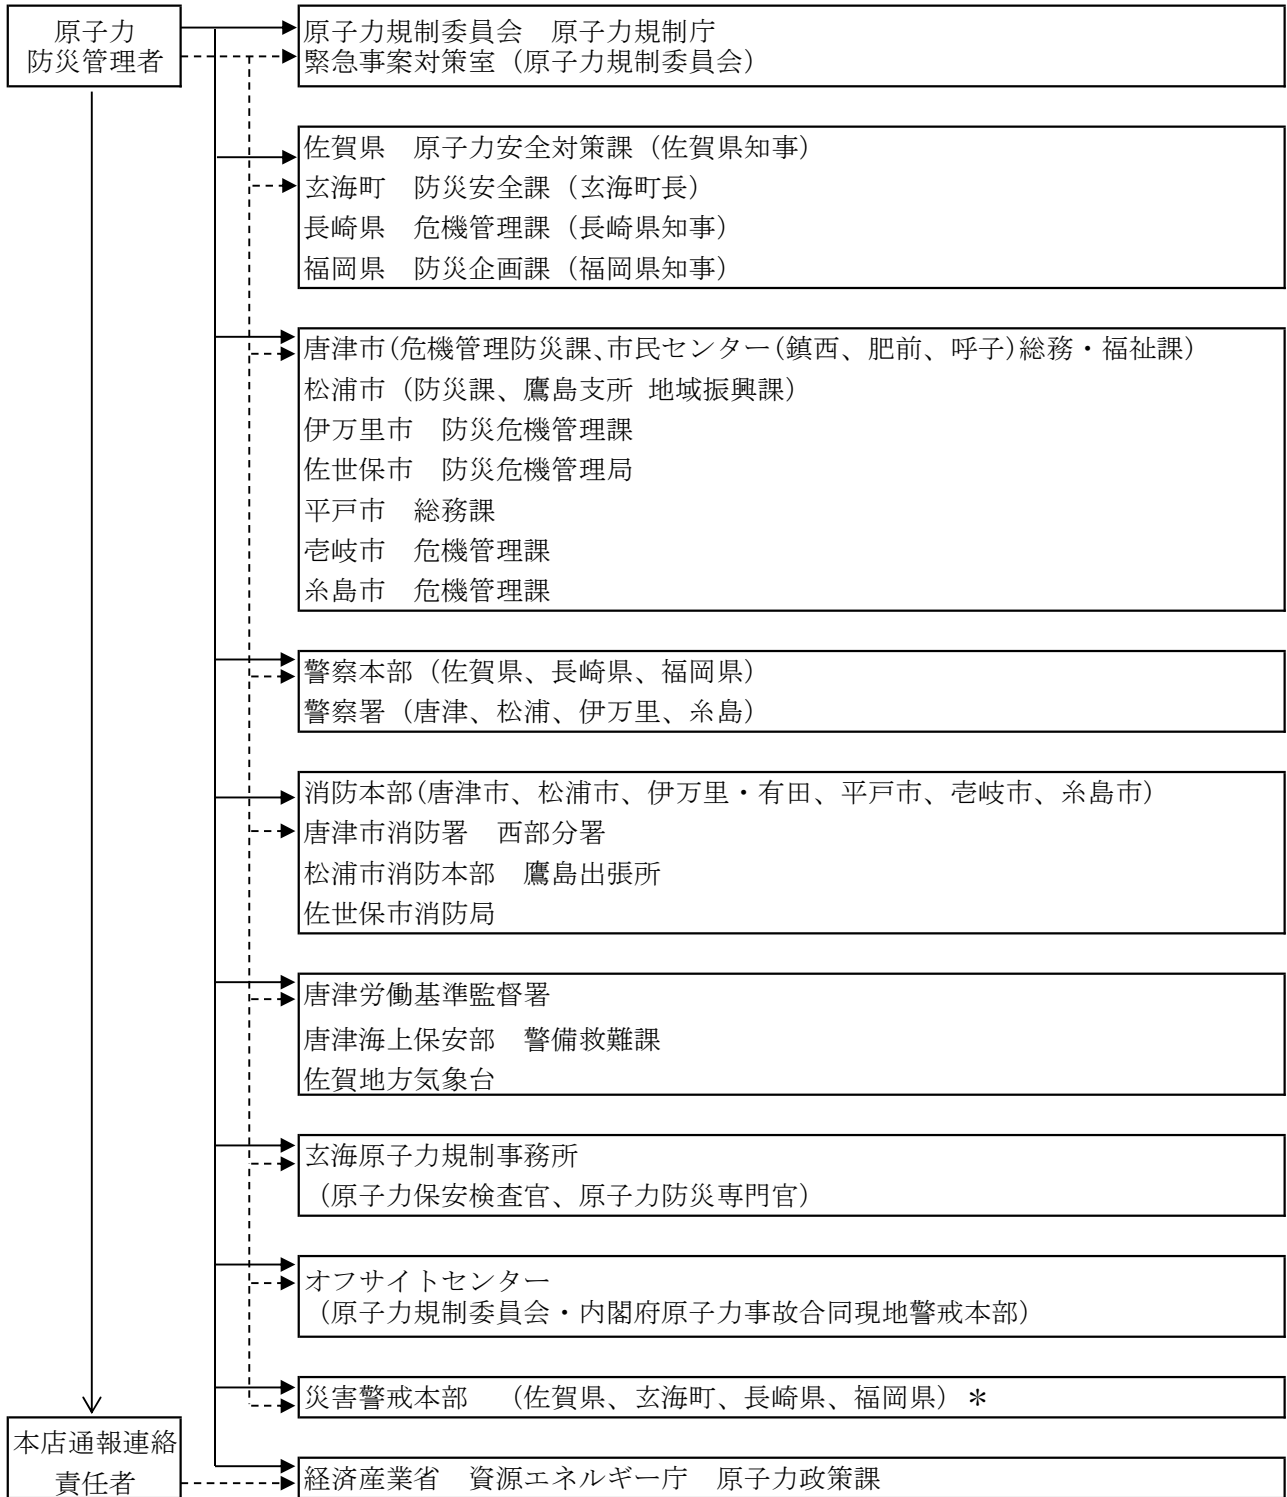 原子力
防災管理者
原子力規制委員会　原子力規制庁
緊急事案対策室（原子力規制委員会）
佐賀県　原子力安全対策課（佐賀県知事）
玄海町　防災安全課（玄海町長）
長崎県　危機管理課（長崎県知事）
福岡県　防災企画課（福岡県知事）
唐津市(危機管理防災課、市民センター(鎮西、肥前、呼子)総務・福祉課)
松浦市（防災課、鷹島支所 地域振興課）
伊万里市　防災危機管理課
佐世保市　防災危機管理局
平戸市　総務課
壱岐市　危機管理課
糸島市　危機管理課
警察本部（佐賀県、長崎県、福岡県）
警察署（唐津、松浦、伊万里、糸島）
消防本部(唐津市、松浦市、伊万里・有田、平戸市、壱岐市、糸島市)
唐津市消防署　西部分署
松浦市消防本部　鷹島出張所
佐世保市消防局
唐津労働基準監督署
唐津海上保安部　警備救難課
佐賀地方気象台
玄海原子力規制事務所
（原子力保安検査官、原子力防災専門官）
オフサイトセンター
（原子力規制委員会・内閣府原子力事故合同現地警戒本部）
災害警戒本部　（佐賀県、玄海町、長崎県、福岡県）＊
本店通報連絡
責任者
経済産業省　資源エネルギー庁　原子力政策課